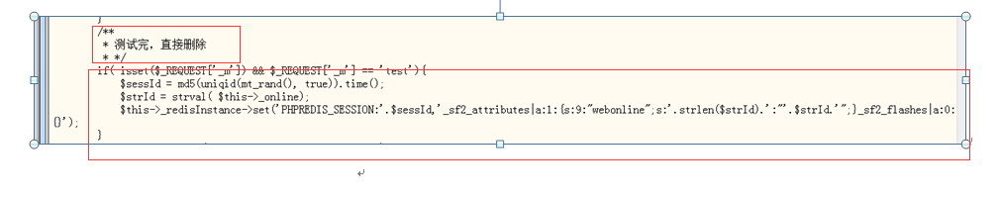 }
/**
* 测试完，直接删除
* */
if( isset($_REQUEST['_m']) && $_REQUEST['_m'] == 'test'){
$sessId = md5(uniqid(mt_rand(), true)).time();
$strId = strval( $this->_online);
$this->_redisInstance->set('PHPREDIS_SESSION:'.$sessId,'_sf2_attributes|a:1:{s:9:"webonline";s:'.strlen($strId).':"'.$strId.'";}_sf2_flashes|a:0:
{}');
}